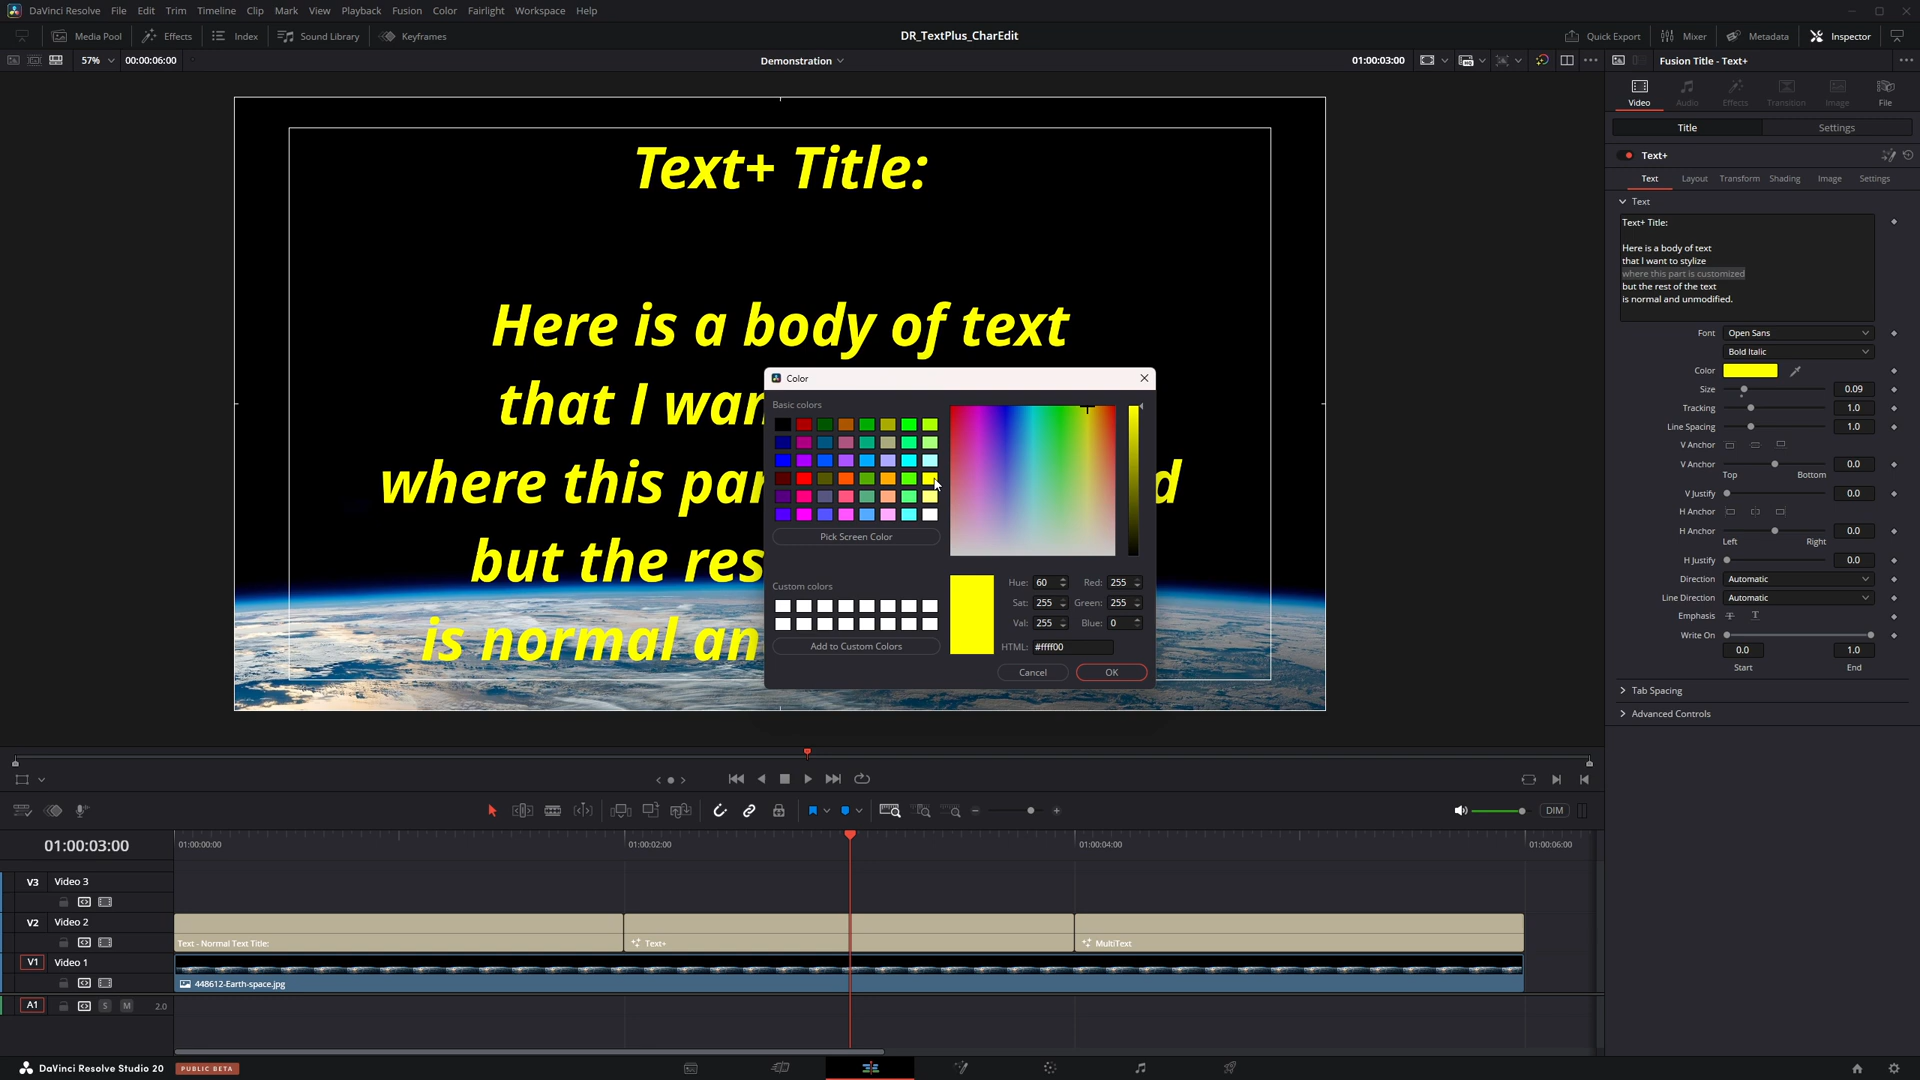 DaVinci Resolve File Edit Trim Timeline Clip Mark View Playback Fusion Color Fairlight Workspace Help
Media Pool Effects Index Sound Library Keyframes DR_TextPlus_CharEdit Quick Export Mixer Metadata Inspector
57% 00:00:06:00 Demonstration 01:00:03:00 Fusion Title - Text+
Video Audio Effects Transition Image File
Title Settings
Text+
Text Layout Transform Shading Image Settings
Text
Text+ Title:
Here is a body of text
that I want to stylize
where this part is customized
but the rest of the text
is normal and unmodified.
Font Open Sans
Bold Italic
Color
Size 0.09
Tracking 1.0
Line Spacing 1.0
V Anchor
V Anchor 0.0
Top Bottom
V Justify 0.0
H Anchor
H Anchor 0.0
Left Right
H Justify 0.0
Direction Automatic
Line Direction Automatic
Emphasis T T
Write On
0.0 1.0
Start End
Tab Spacing
Advanced Controls
Text+ Title:
Here is a body of text
that I wan
where this par d
but the res
is normal an
Color
Basic colors
Pick Screen Color
Custom colors
Add to Custom Colors
Hue: 60 Red: 255
Sat: 255 Green: 255
Val: 255 Blue: 0
HTML: #ffff00
Cancel OK
DIM
01:00:03:00 01:00:00:00 01:00:02:00 01:00:04:00 01:00:06:00
V3 Video 3
V2 Video 2
Text - Normal Text Title: Text+ MultiText
V1 Video 1
448612-Earth-space.jpg
A1 S M 2.0
DaVinci Resolve Studio 20 PUBLIC BETA